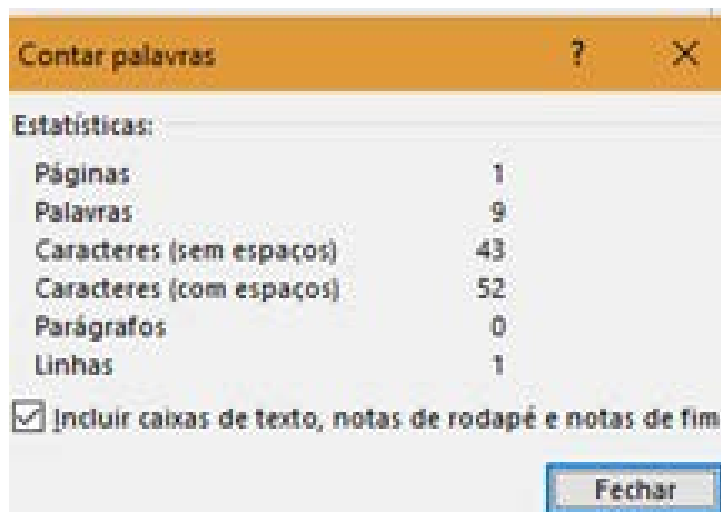 Contar palavras ? ×
Estatísticas:
Páginas 1
Palavras 9
Caracteres (sem espaços) 43
Caracteres (com espaços) 52
Parágrafos 0
Linhas 1
Incluir caixas de texto, notas de rodapé e notas de fim
Fechar